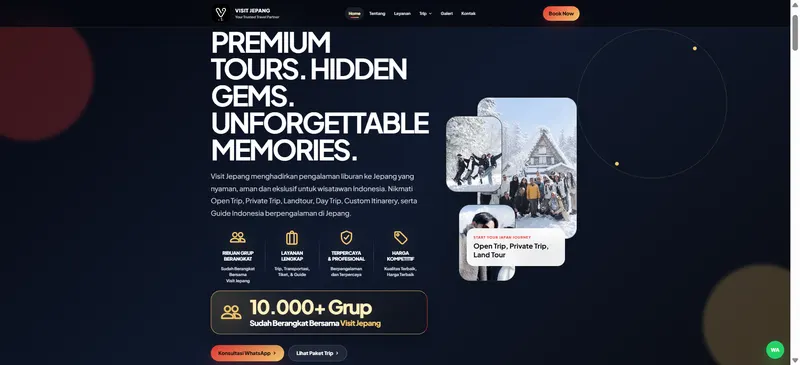 VISIT JEPANG
Your Trusted Travel Partner
Home
Tentang
Layanan
Trip
Galeri
Kontak
Book Now
PREMIUM
TOURS. HIDDEN
GEMS.
UNFORGETTABLE
MEMORIES.
Visit Jepang menghadirkan pengalaman liburan ke Jepang yang
nyaman, aman dan ekslusif untuk wisatawan Indonesia. Nikmati
Open Trip, Private Trip, Landtour, Day Trip, Custom Itinerary, serta
Guide Indonesia berpengalaman di Jepang.
RIBUAN GRUP
BERANGKAT
Sudah Berangkat
Bersama
Visit Jepang
LAYANAN
LENGKAP
Trip, Transportasi,
Tiket, & Guide
TERPERCAYA
& PROFESIONAL
Berpengalaman
dan Terpercaya
HARGA
KOMPETITIF
Kualitas Terbaik,
Harga Terbaik
10.000+ Grup
Sudah Berangkat Bersama Visit Jepang
Konsultasi WhatsApp
Lihat Paket Trip
START YOUR JAPAN JOURNEY
Open Trip, Private Trip,
Land Tour
WA